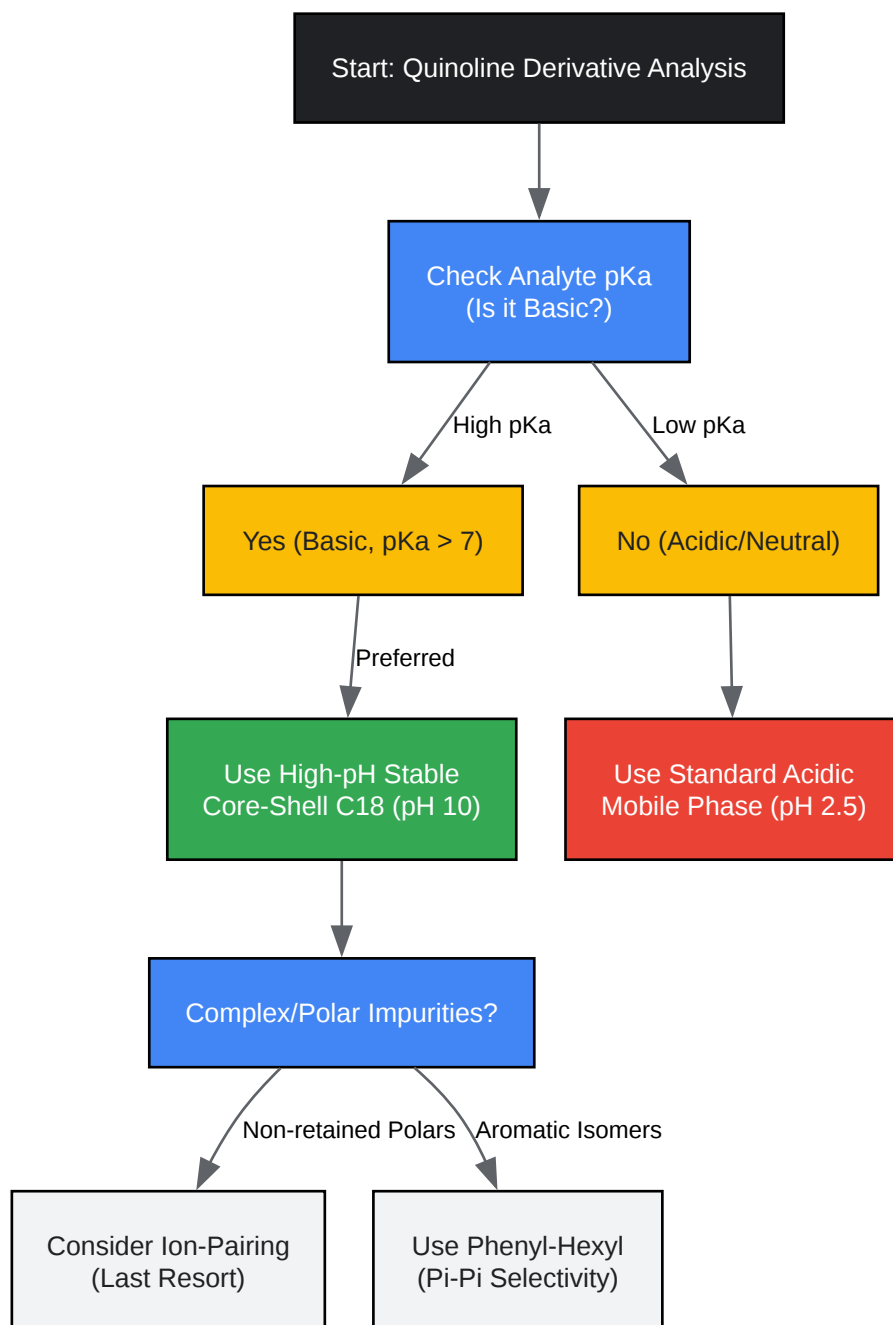 Start: Quinoline Derivative Analysis
Check Analyte pKa
(Is it Basic?)
High pKa
Low pKa
Yes (Basic, pKa > 7)
No (Acidic/Neutral)
Preferred
Use High-pH Stable
Core-Shell C18 (pH 10)
Use Standard Acidic
Mobile Phase (pH 2.5)
Complex/Polar Impurities?
Non-retained Polars
Aromatic Isomers
Consider Ion-Pairing
(Last Resort)
Use Phenyl-Hexyl
(Pi-Pi Selectivity)